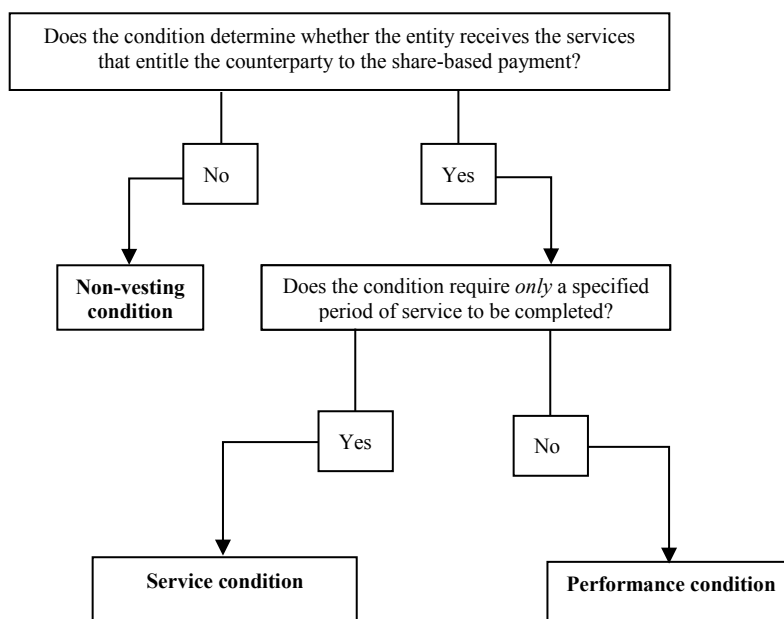 Does the condition determine whether the entity receives the services
that entitle the counterparty to the share-based payment?
No
Yes
Non-vesting
condition
Does the condition require only a specified
period of service to be completed?
Yes
No
Service condition
Performance condition